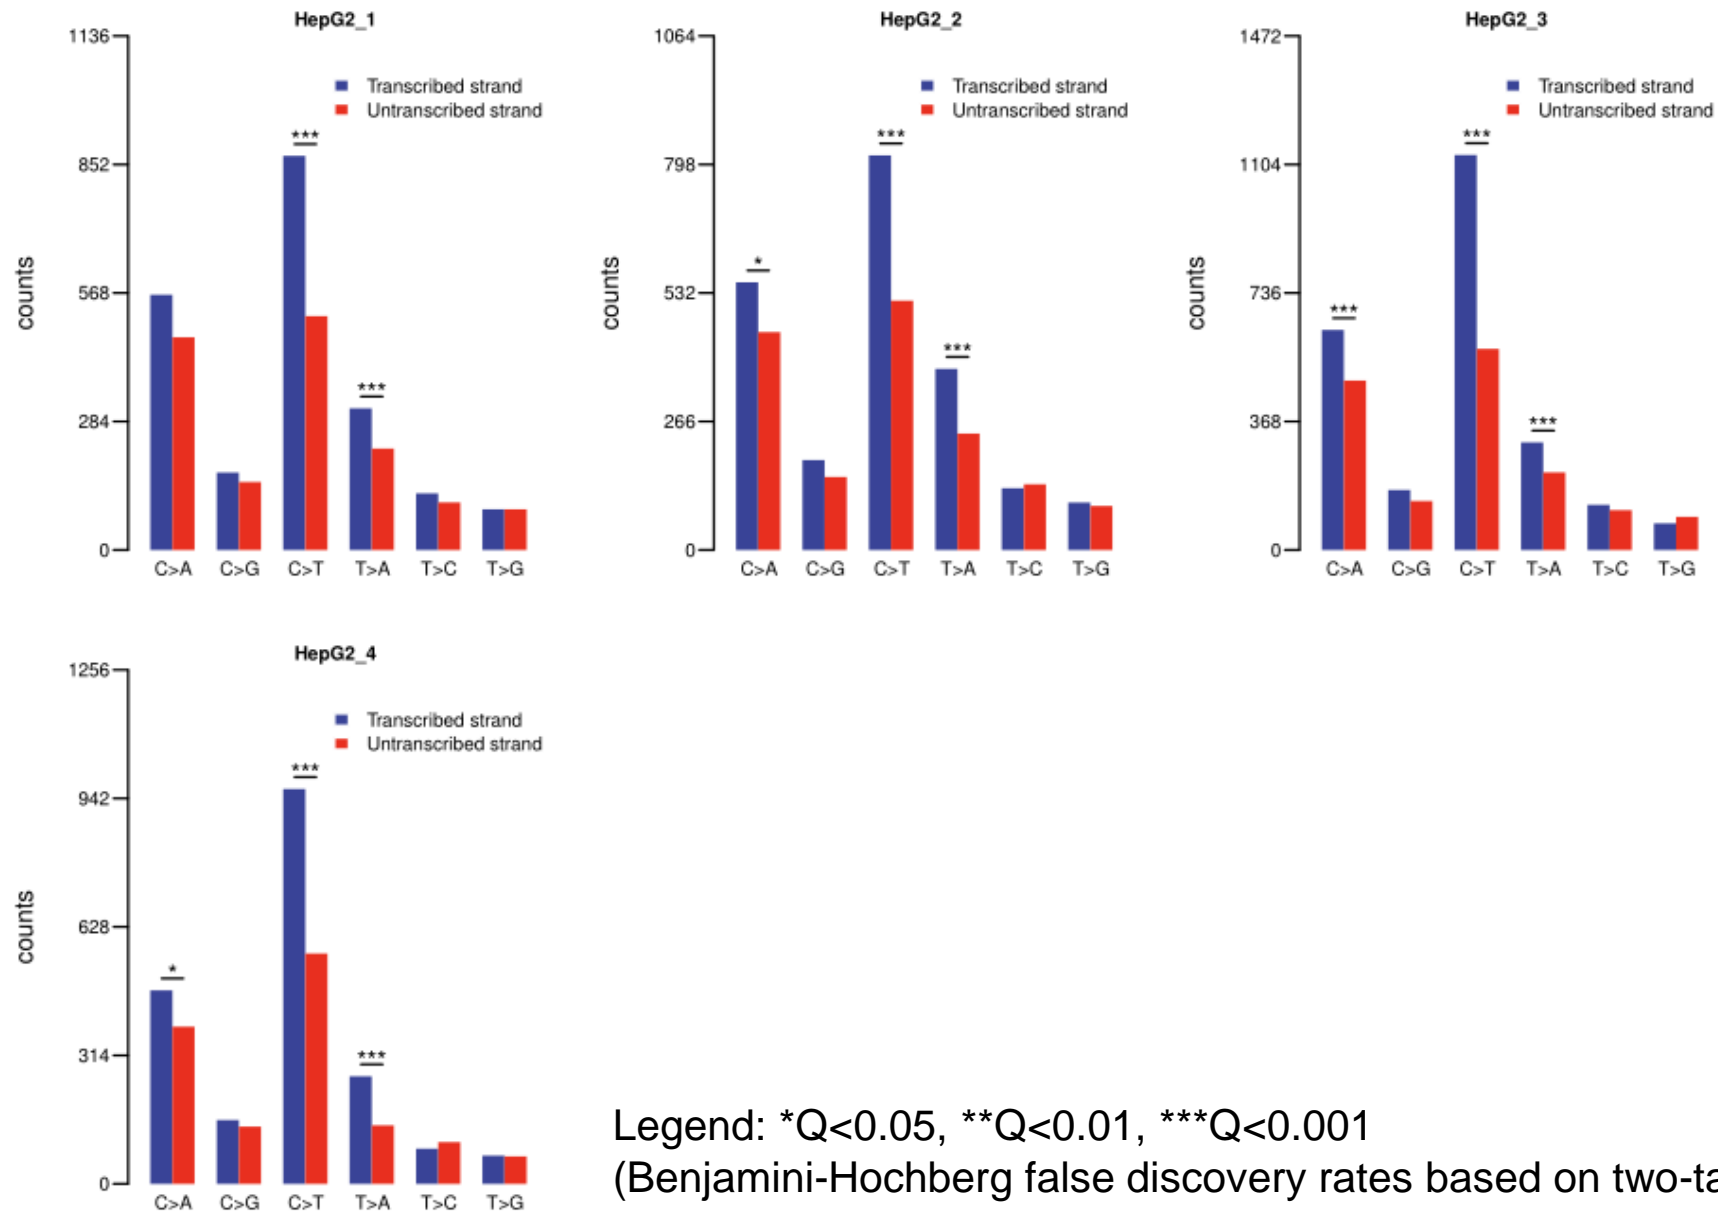 HepG2_1
1136
852
568
284
0
counts
Transcribed strand
Untranscribed strand
***
***
C>A C>G C>T T>A T>C T>G
HepG2_2
1064
798
532
266
0
counts
Transcribed strand
Untranscribed strand
*
***
***
C>A C>G C>T T>A T>C T>G
HepG2_3
1472
1104
736
368
0
counts
Transcribed strand
Untranscribed strand
***
***
***
C>A C>G C>T T>A T>C T>G
HepG2_4
1256
942
628
314
0
counts
Transcribed strand
Untranscribed strand
*
***
***
C>A C>G C>T T>A T>C T>G
Legend: *Q<0.05, **Q<0.01, ***Q<0.001
(Benjamini-Hochberg false discovery rates based on